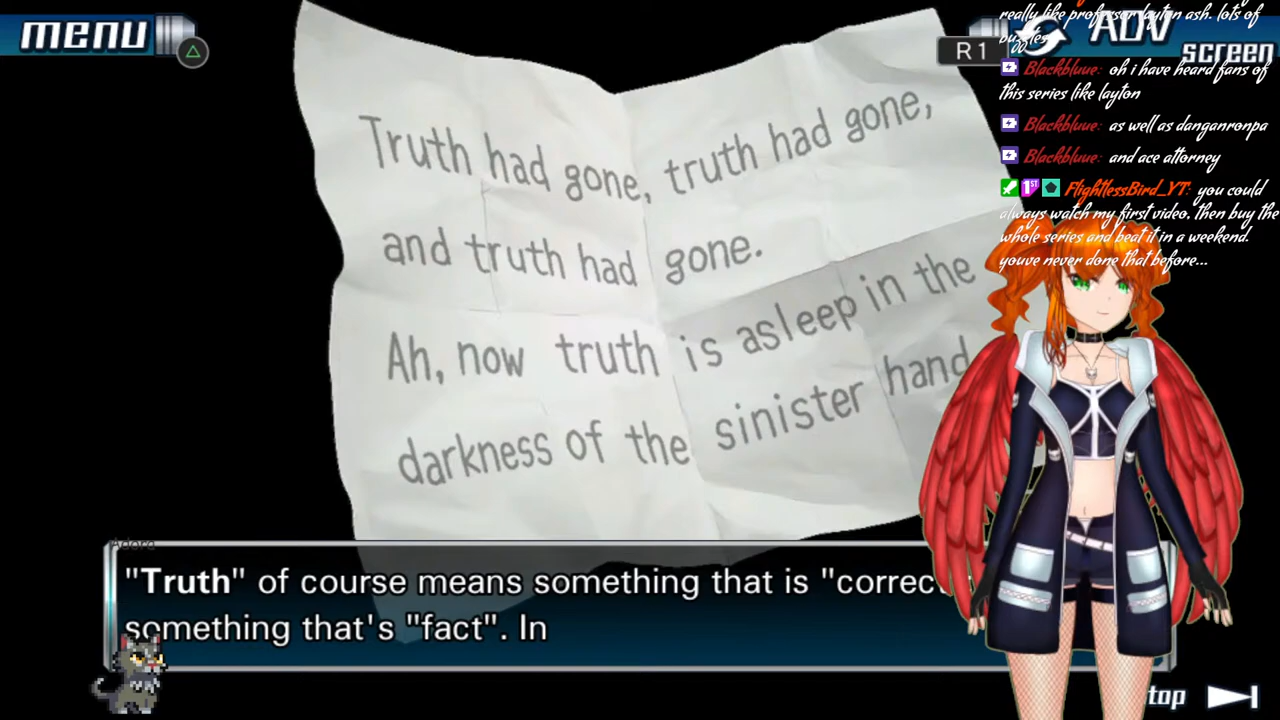 menu
R1
ADV
screen
Truth had gone, truth had gone,
and truth had gone.
Ah, now truth is asleep in the
darkness of the sinister hand
Adora
"Truth" of course means something that is "correc
something that's "fact". In
top
really like professor layton ash. lots of
Blackbluue: oh i have heard fans of
this series like layton
Blackbluue: as well as danganronpa
Blackbluue: and ace attorney
1ST FlightlessBird_YT: you could
always watch my first video. then buy the
whole series and beat it in a weekend.
youve never done that before...